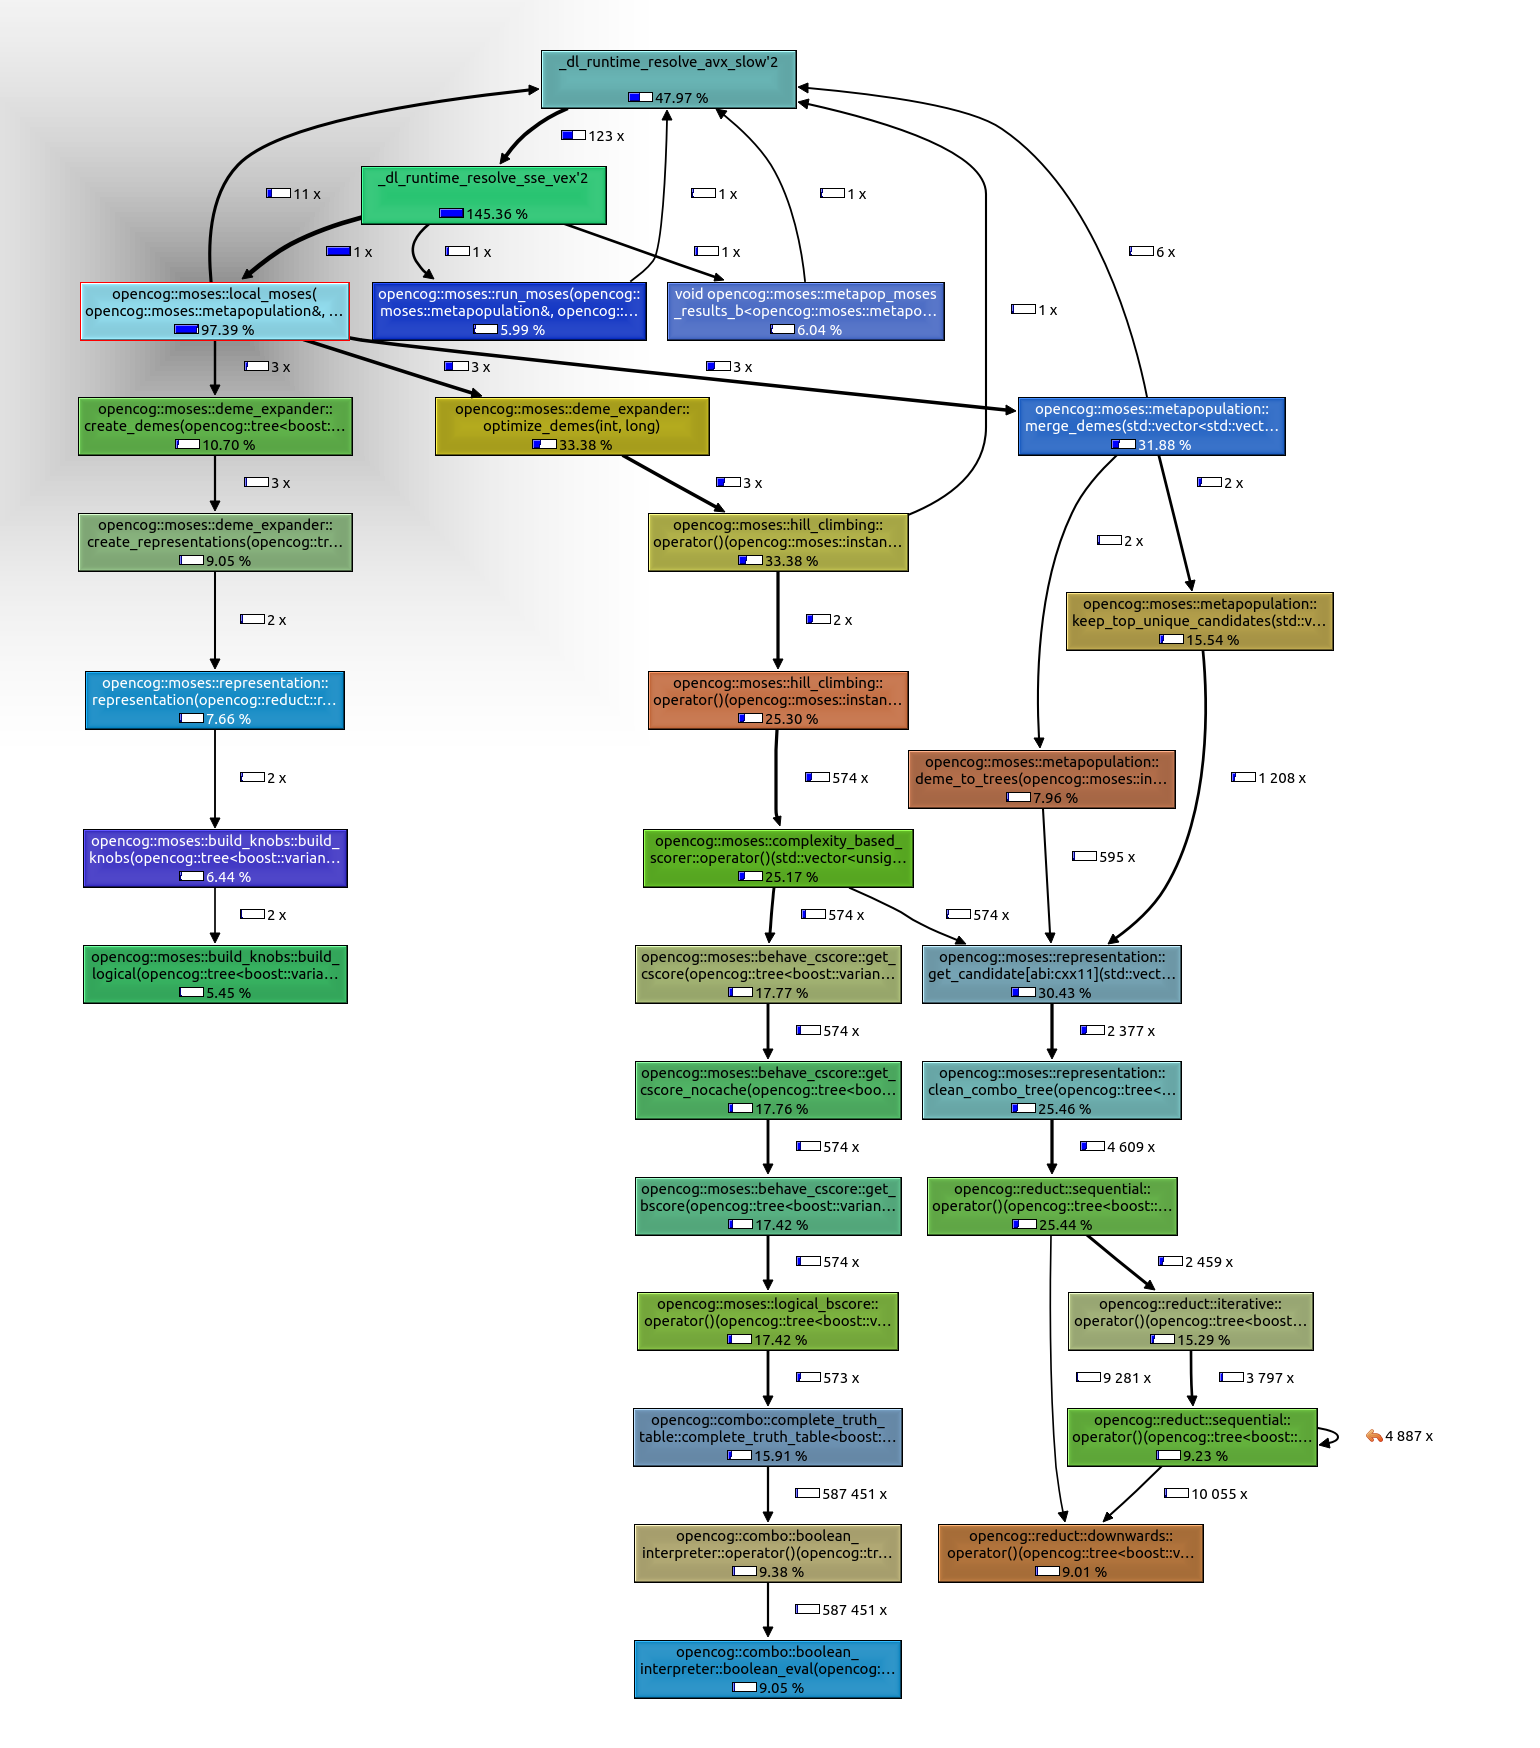 _dl_runtime_resolve_avx_slow'2
47.97 %
123 x
_dl_runtime_resolve_sse_vex'2
145.36 %
11 x
1 x
1 x
1 x
1 x
1 x
6 x
opencog::moses::local_moses(
opencog::moses::metapopulation&, ...
97.39 %
opencog::moses::run_moses(opencog::
moses::metapopulation&, opencog::...
5.99 %
void opencog::moses::metapop_moses
_results_b<opencog::moses::metapo...
6.04 %
1 x
3 x
3 x
3 x
opencog::moses::deme_expander::
create_demes(opencog::tree<boost:...
10.70 %
opencog::moses::deme_expander::
optimize_demes(int, long)
33.38 %
opencog::moses::metapopulation::
merge_demes(std::vector<std::vect...
31.88 %
3 x
3 x
2 x
opencog::moses::deme_expander::
create_representations(opencog::tr...
9.05 %
opencog::moses::hill_climbing::
operator()(opencog::moses::instan...
33.38 %
2 x
opencog::moses::metapopulation::
keep_top_unique_candidates(std::v...
15.54 %
2 x
2 x
opencog::moses::representation::
representation(opencog::reduct::r...
7.66 %
opencog::moses::hill_climbing::
operator()(opencog::moses::instan...
25.30 %
opencog::moses::metapopulation::
deme_to_trees(opencog::moses::in...
7.96 %
2 x
574 x
1 208 x
opencog::moses::build_knobs::build_
knobs(opencog::tree<boost::varian...
6.44 %
opencog::moses::complexity_based_
scorer::operator()(std::vector<unsig...
25.17 %
595 x
2 x
574 x
574 x
opencog::moses::build_knobs::build_
logical(opencog::tree<boost::varia...
5.45 %
opencog::moses::behave_cscore::get_
cscore(opencog::tree<boost::varian...
17.77 %
opencog::moses::representation::
get_candidate[abi:cxx11](std::vect...
30.43 %
574 x
2 377 x
opencog::moses::behave_cscore::get_
cscore_nocache(opencog::tree<boo...
17.76 %
opencog::moses::representation::
clean_combo_tree(opencog::tree<...
25.46 %
574 x
4 609 x
opencog::moses::behave_cscore::get_
bscore(opencog::tree<boost::varian...
17.42 %
opencog::reduct::sequential::
operator()(opencog::tree<boost::...
25.44 %
574 x
2 459 x
opencog::moses::logical_bscore::
operator()(opencog::tree<boost::v...
17.42 %
opencog::reduct::iterative::
operator()(opencog::tree<boost...
15.29 %
573 x
9 281 x
3 797 x
opencog::combo::complete_truth_
table::complete_truth_table<boost:...
15.91 %
opencog::reduct::sequential::
operator()(opencog::tree<boost::...
9.23 %
4 887 x
587 451 x
10 055 x
opencog::combo::boolean_
interpreter::operator()(opencog::tr...
9.38 %
opencog::reduct::downwards::
operator()(opencog::tree<boost::v...
9.01 %
587 451 x
opencog::combo::boolean_
interpreter::boolean_eval(opencog:...
9.05 %